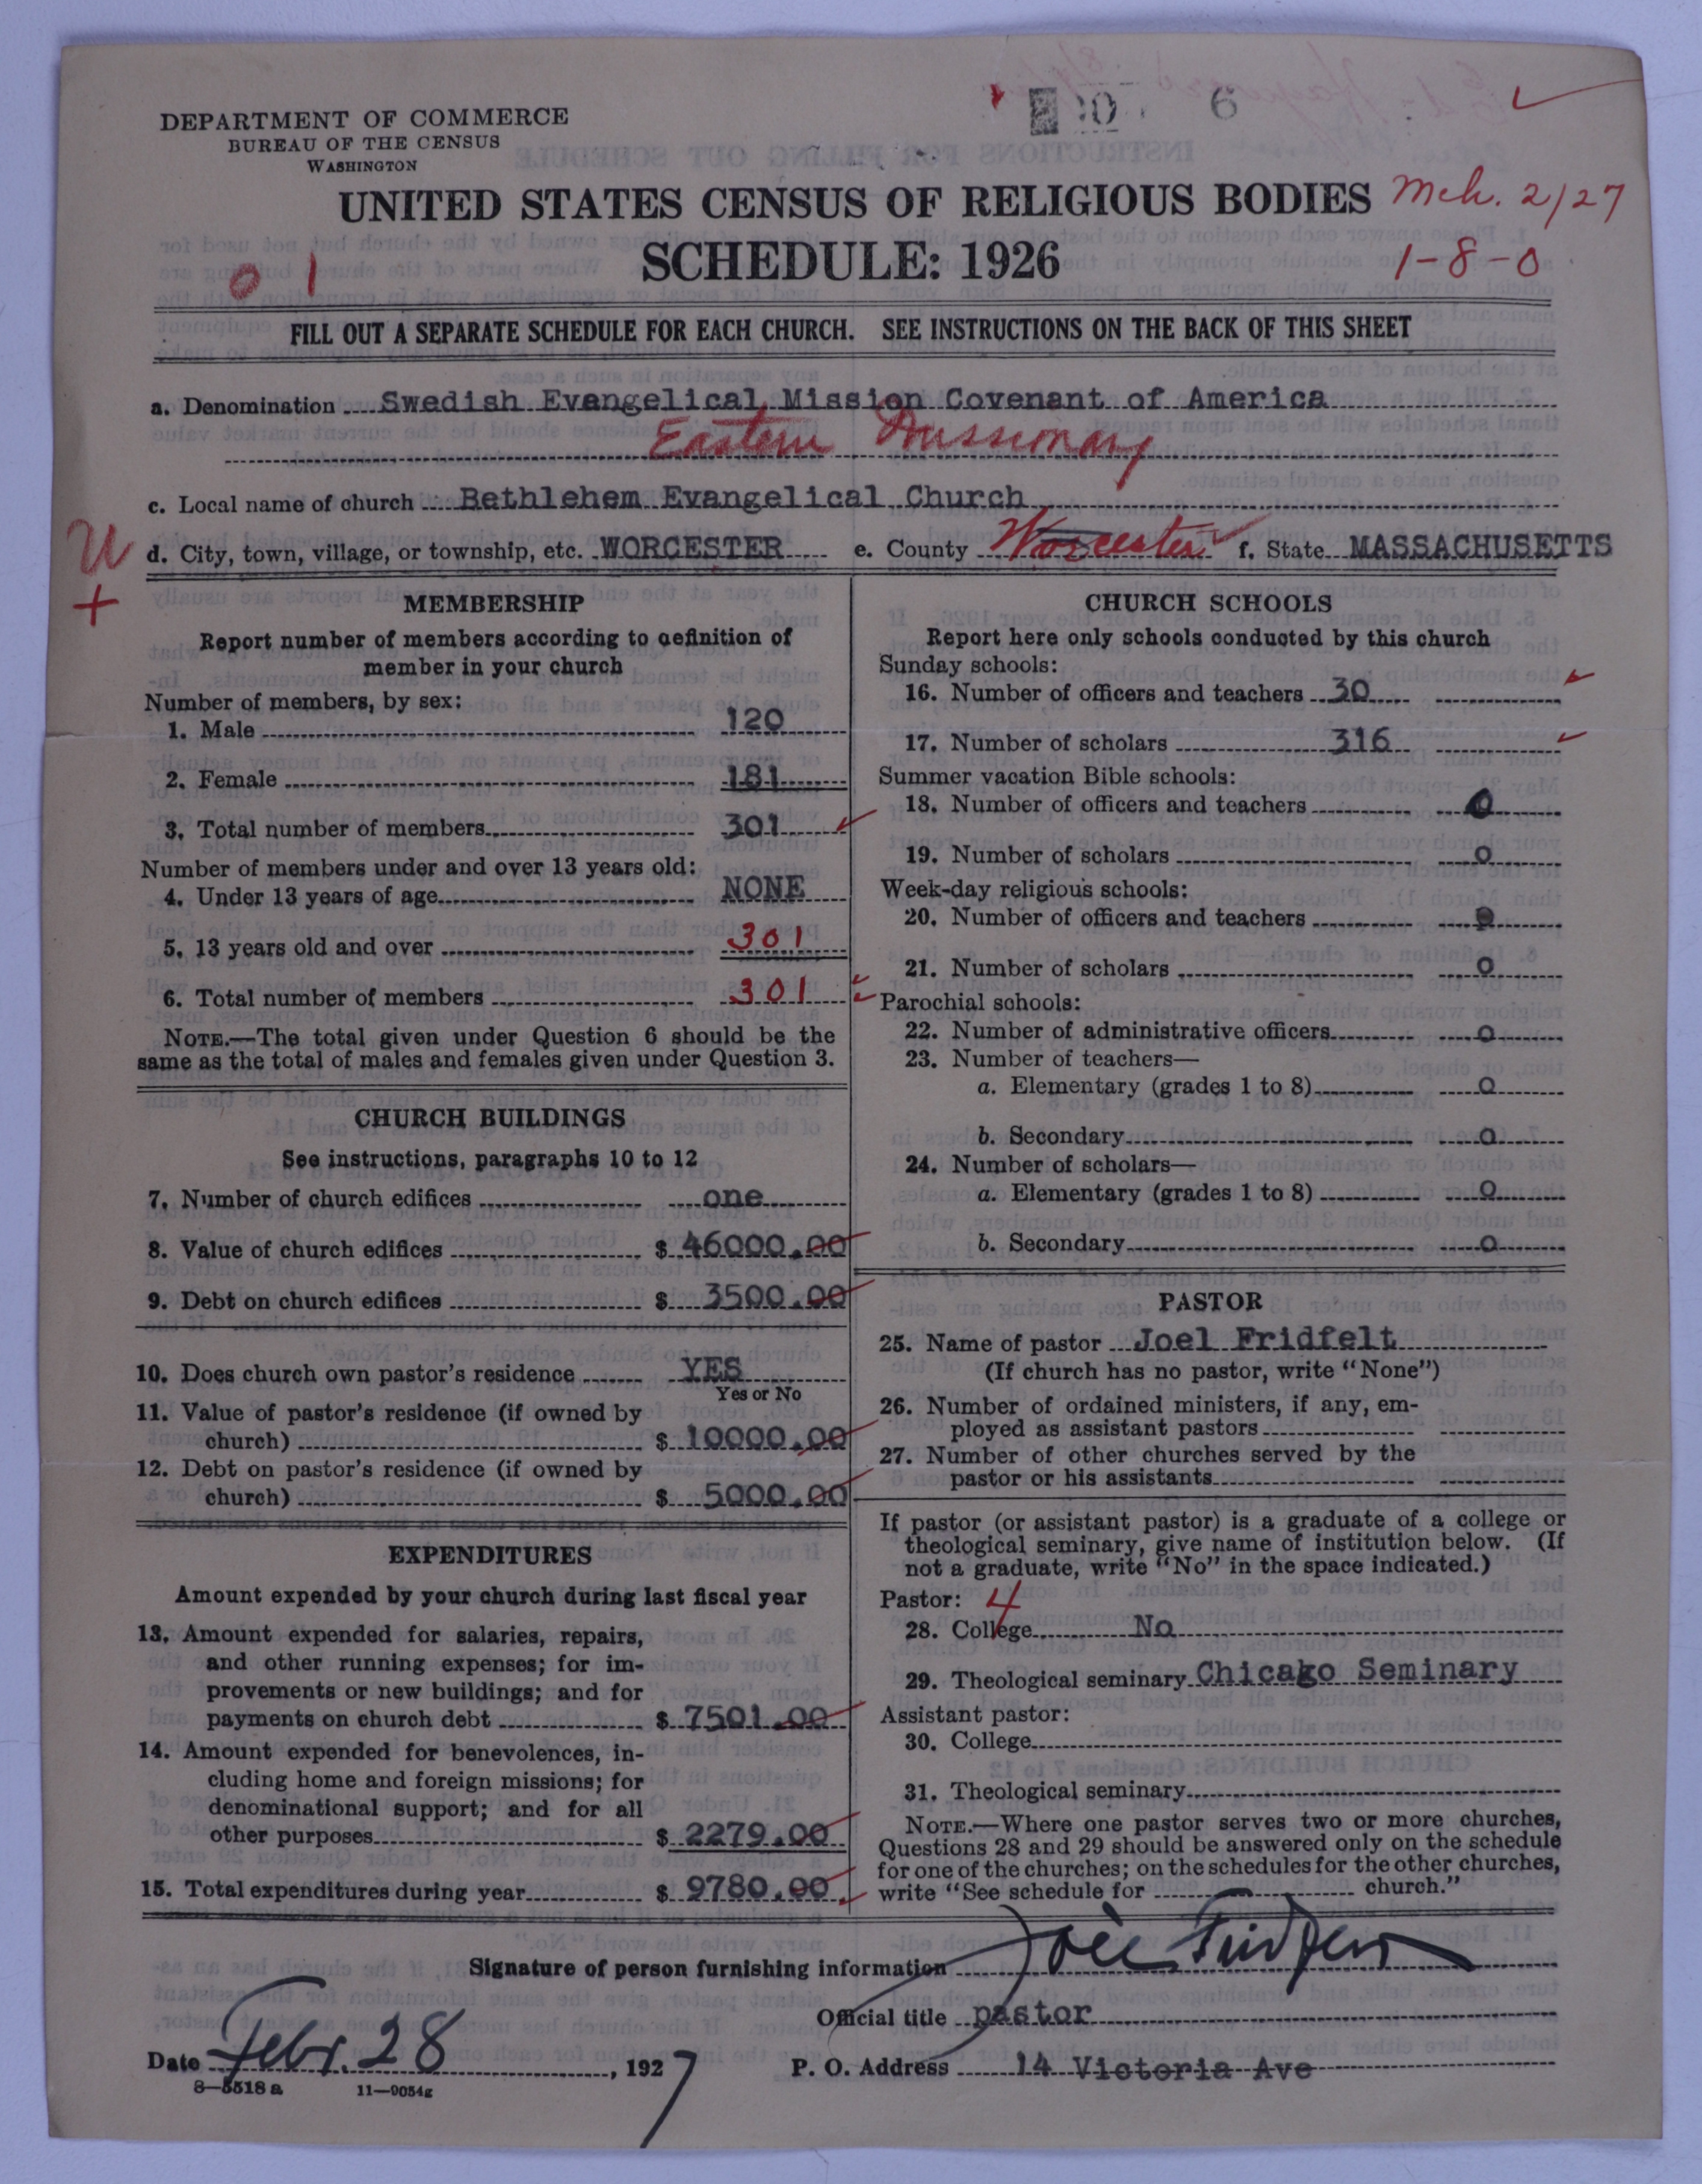 DEPARTMENT OF COMMERCE
BUREAU OF THE CENSUS
WASHINGTON
6
UNITED STATES CENSUS OF RELIGIOUS BODIES
Mch. 2/27
SCHEDULE: 1926
1-8-0
0 1
FILL OUT A SEPARATE SCHEDULE FOR EACH CHURCH. SEE INSTRUCTIONS ON THE BACK OF THIS SHEET
a. Denomination Swedish Evangelical Mission Covenant of America
Eastern Missionary
c. Local name of church Bethlehem Evangelical Church
U
d. City, town, village, or township, etc. WORCESTER e. County Worcester f. State MASSACHUSETTS
+
MEMBERSHIP
Report number of members according to definition of
member in your church
Number of members, by sex:
1. Male 120
2. Female 181
3. Total number of members 301
Number of members under and over 13 years old:
4. Under 13 years of age NONE
5. 13 years old and over 301
6. Total number of members 301
NOTE.—The total given under Question 6 should be the
same as the total of males and females given under Question 3.
CHURCH BUILDINGS
See instructions, paragraphs 10 to 12
7. Number of church edifices one
8. Value of church edifices $ 46000.00
9. Debt on church edifices $ 3500.00
10. Does church own pastor's residence YES
Yes or No
11. Value of pastor's residence (if owned by
church) $ 10000.00
12. Debt on pastor's residence (if owned by
church) $ 5000.00
EXPENDITURES
Amount expended by your church during last fiscal year
13. Amount expended for salaries, repairs,
and other running expenses; for im-
provements or new buildings; and for
payments on church debt $ 7501.00
14. Amount expended for benevolences, in-
cluding home and foreign missions; for
denominational support; and for all
other purposes $ 2279.00
15. Total expenditures during year $ 9780.00
CHURCH SCHOOLS
Report here only schools conducted by this church
Sunday schools:
16. Number of officers and teachers 30
17. Number of scholars 316
Summer vacation Bible schools:
18. Number of officers and teachers 0
19. Number of scholars 0
Week-day religious schools:
20. Number of officers and teachers 0
21. Number of scholars 0
Parochial schools:
22. Number of administrative officers 0
23. Number of teachers—
a. Elementary (grades 1 to 8) 0
b. Secondary 0
24. Number of scholars—
a. Elementary (grades 1 to 8) 0
b. Secondary 0
PASTOR
25. Name of pastor Joel Fridfelt
(If church has no pastor, write "None")
26. Number of ordained ministers, if any, em-
ployed as assistant pastors
27. Number of other churches served by the
pastor or his assistants
If pastor (or assistant pastor) is a graduate of a college or
theological seminary, give name of institution below. (If
not a graduate, write "No" in the space indicated.)
Pastor: 4
28. College No
29. Theological seminary Chicago Seminary
Assistant pastor:
30. College
31. Theological seminary
NOTE.—Where one pastor serves two or more churches,
Questions 28 and 29 should be answered only on the schedule
for one of the churches; on the schedules for the other churches,
write "See schedule for church."
Signature of person furnishing information Joel Fridfelt
Official title pastor
Date Febr. 28, 1927
P. O. Address 14 Victoria Ave
8—5518 a 11—9054g